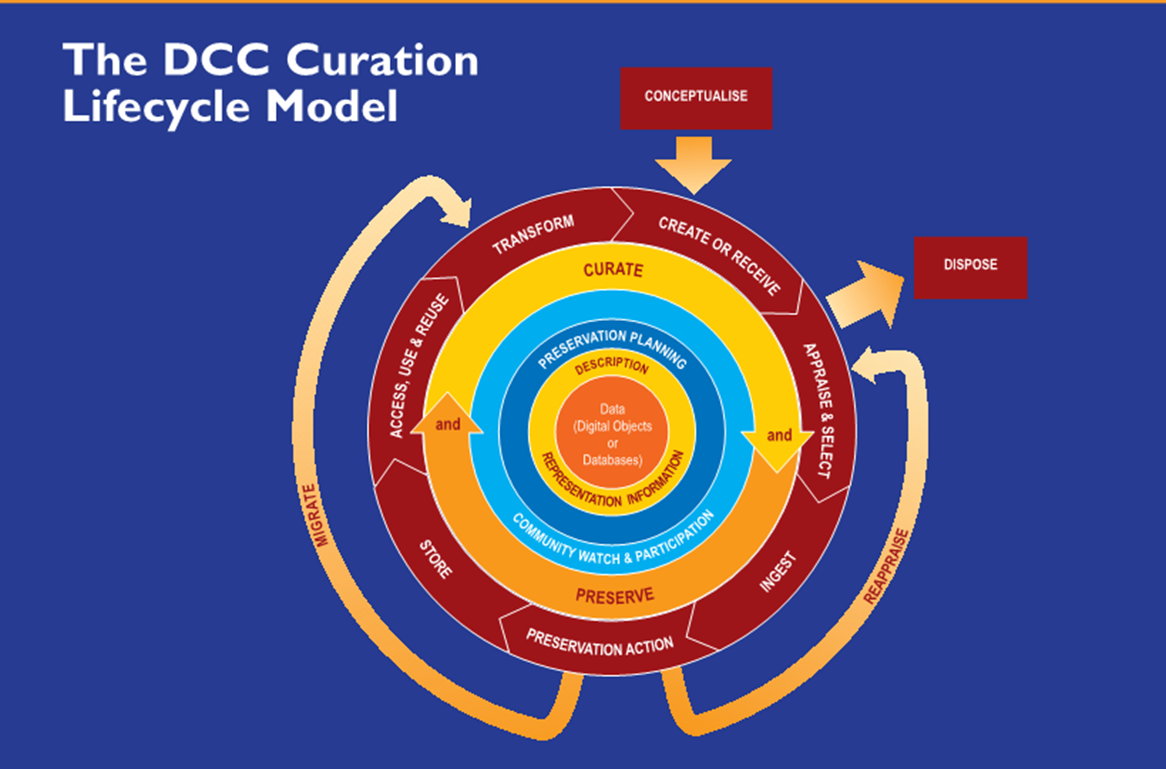 The DCC Curation
Lifecycle Model
CONCEPTUALISE
DISPOSE
TRANSFORM
CREATE OR RECEIVE
APPRAISE & SELECT
INGEST
PRESERVATION ACTION
STORE
ACCESS, USE & REUSE
CURATE
and
PRESERVE
and
COMMUNITY WATCH & PARTICIPATION
PRESERVATION PLANNING
DESCRIPTION
REPRESENTATION INFORMATION
Data
(Digital Objects
or
Databases)
MIGRATE
REAPPRAISE